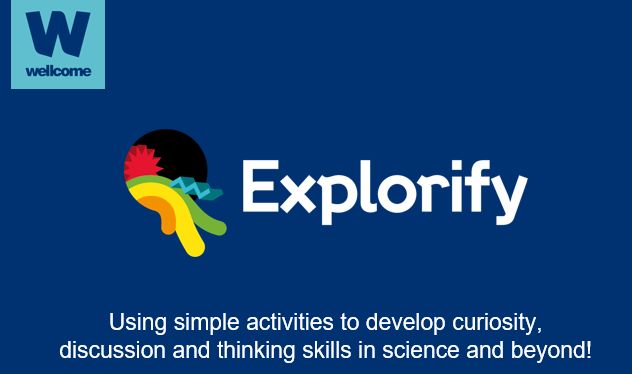 W
wellcome
Explorify
Using simple activities to develop curiosity,
discussion and thinking skills in science and beyond!